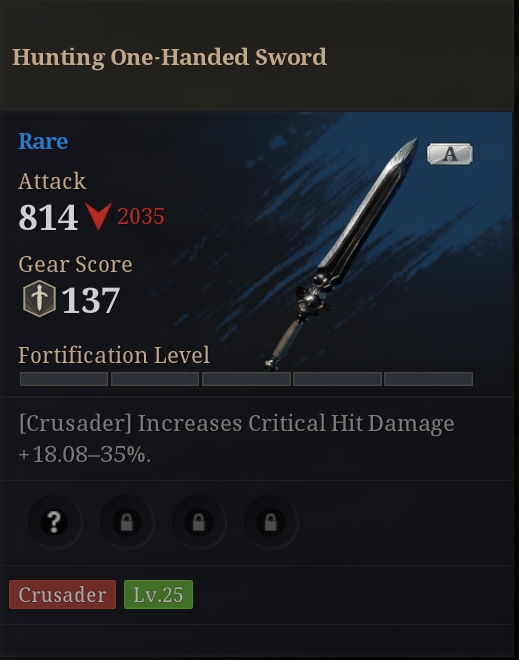 Hunting One-Handed Sword
Rare
A
Attack
814 2035
Gear Score
137
Fortification Level
[Crusader] Increases Critical Hit Damage
+18.08–35%.
?
Crusader Lv.25